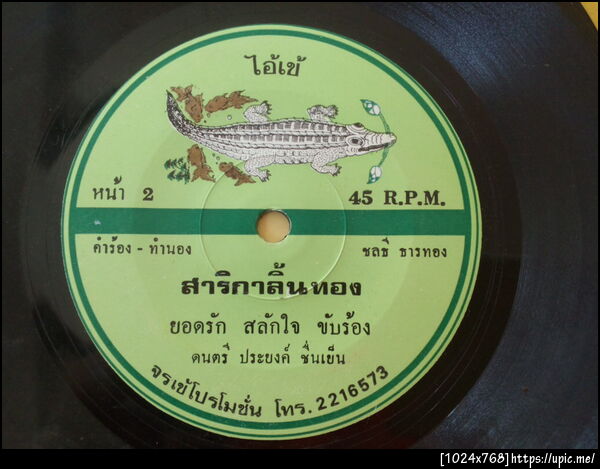 ไอ้เข้
หน้า 2
45 R.P.M.
คำร้อง - ทำนอง
ชลธี ธารทอง
สาริกาลิ้นทอง
ยอดรัก สลักใจ ขับร้อง
ดนตรี ประยงค์ ชื่นเย็น
จรเข้โปรโมชั่น โทร. 2216573
[1024x768]https://upic.me/